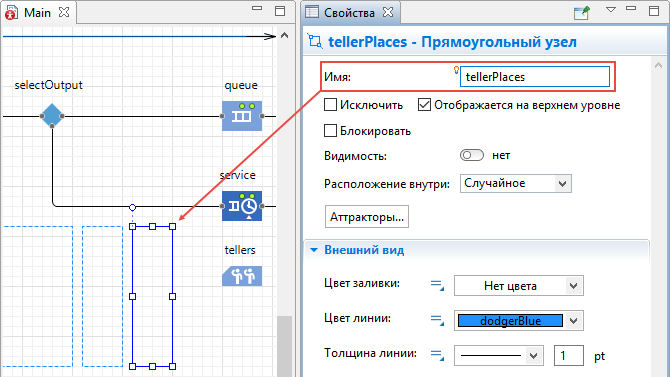 Main
selectOutput
queue
service
tellers
Свойства
tellerPlaces - Прямоугольный узел
Имя:
tellerPlaces
Исключить
Отображается на верхнем уровне
Блокировать
Видимость:
нет
Расположение внутри:
Случайное
Аттракторы...
Внешний вид
Цвет заливки:
Нет цвета
Цвет линии:
dodgerBlue
Толщина линии:
1
pt